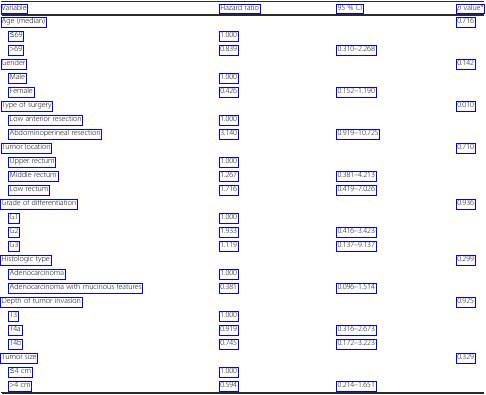 Variable Hazard ratio 95 % CI p value*
Age (median) 0.716
≤69 1.000
>69 0.839 0.310–2.268
Gender 0.142
Male 1.000
Female 0.426 0.152–1.190
Type of surgery 0.010
Low anterior resection 1.000
Abdominoperineal resection 3.140 0.919–10.725
Tumor location 0.710
Upper rectum 1.000
Middle rectum 1.267 0.381–4.213
Low rectum 1.716 0.419–7.026
Grade of differentiation 0.936
G1 1.000
G2 1.933 0.416–3.423
G3 1.119 0.137–9.137
Histologic type 0.299
Adenocarcinoma 1.000
Adenocarcinoma with mucinous features 0.381 0.096–1.514
Depth of tumor invasion 0.925
T3 1.000
T4a 0.919 0.316–2.673
T4b 0.745 0.172–3.223
Tumor size 0.329
≤4 cm 1.000
>4 cm 0.594 0.214–1.651